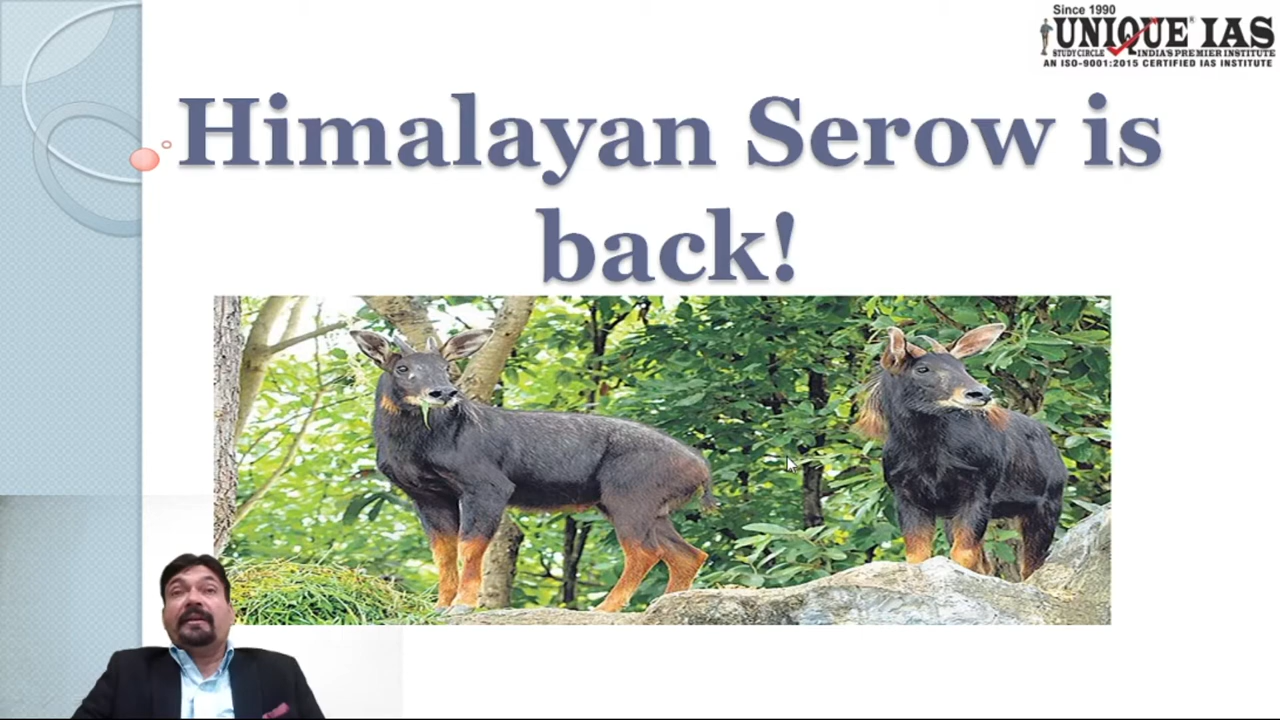 Since 1990
UNIQUE IAS
STUDY CIRCLE INDIA'S PREMIER INSTITUTE
AN ISO-9001:2015 CERTIFIED IAS INSTITUTE
Himalayan Serow is
back!